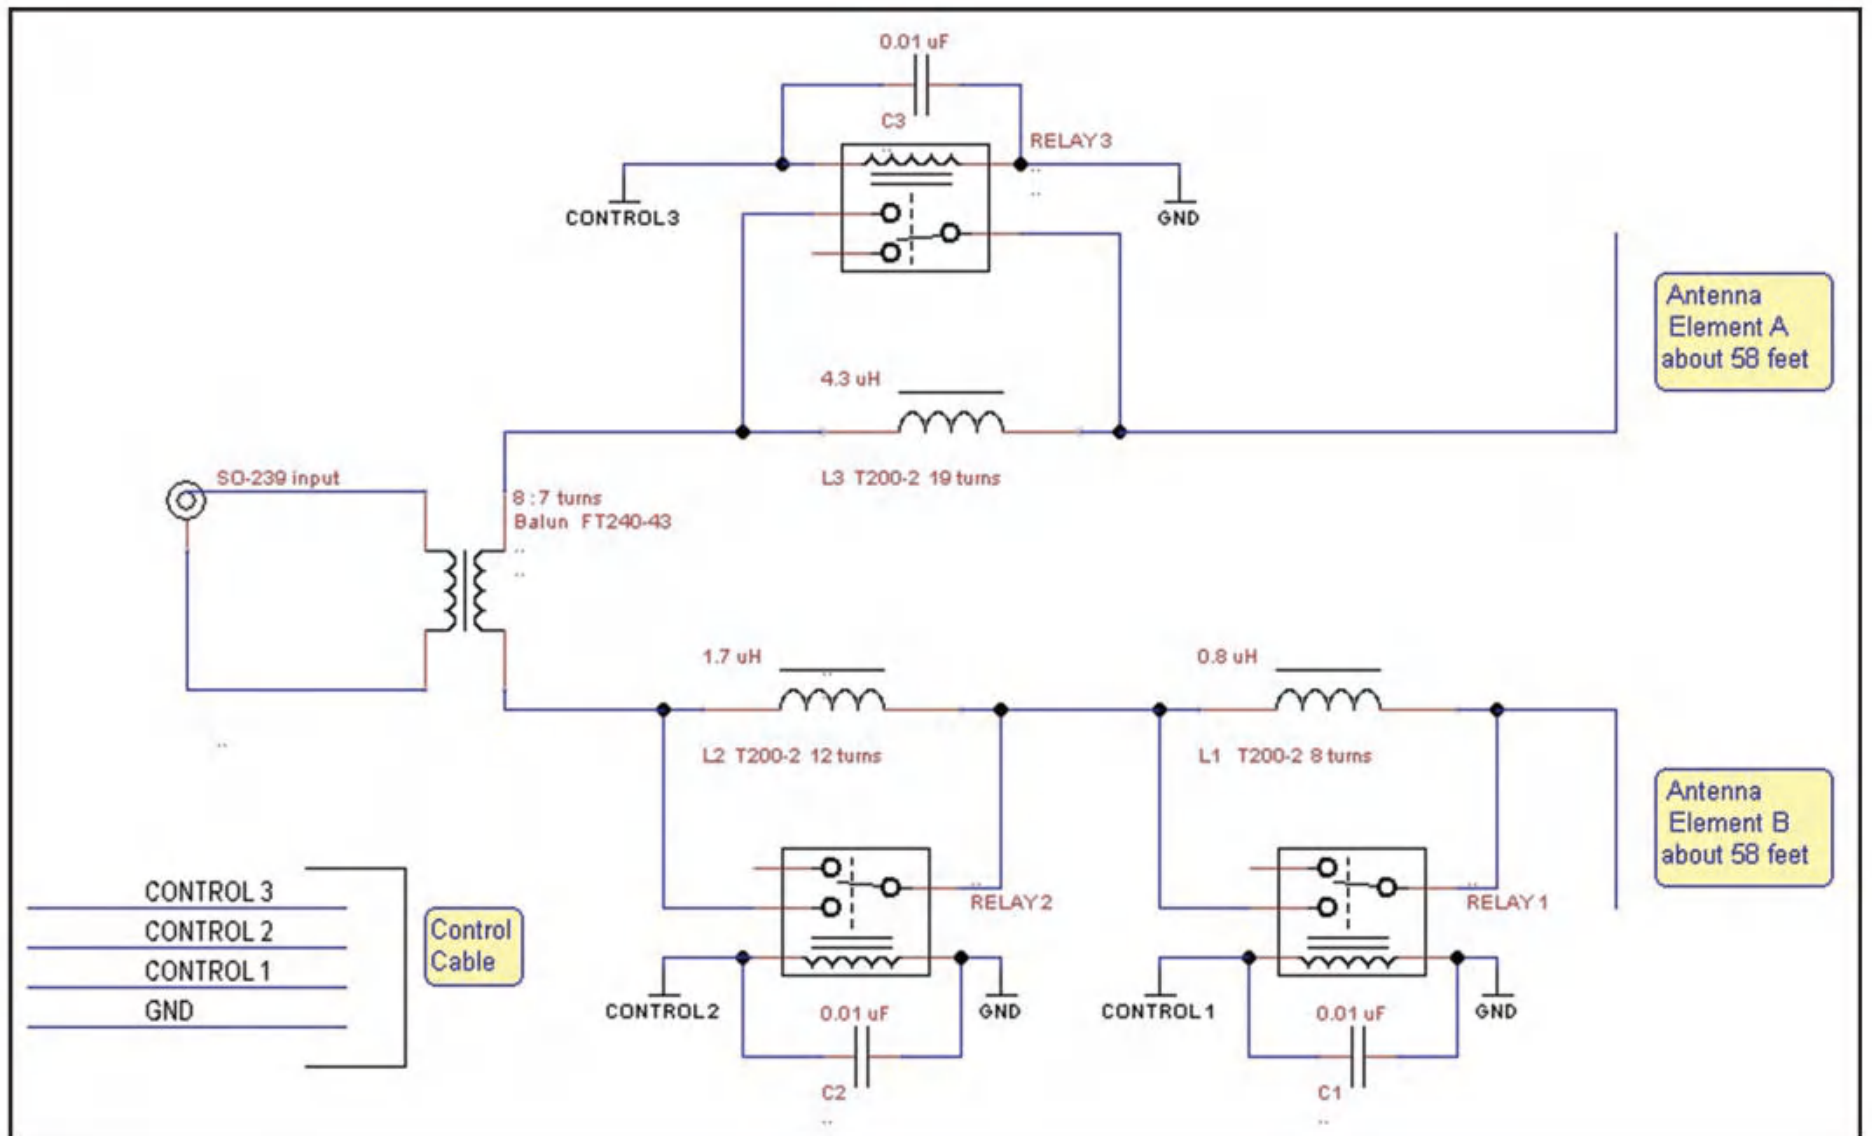 0.01 uF
C3
RELAY3
CONTROL3
GND
Antenna
Element A
about 58 feet
4.3 uH
L3 T200-2 19 turns
SO-239 input
8:7 turns
Balun FT240-43
1.7 uH
0.8 uH
L2 T200-2 12 turns
L1 T200-2 8 turns
Antenna
Element B
about 58 feet
RELAY2
RELAY1
CONTROL 3
CONTROL 2
CONTROL 1
GND
Control
Cable
CONTROL2
0.01 uF
GND
C2
CONTROL1
0.01 uF
GND
C1